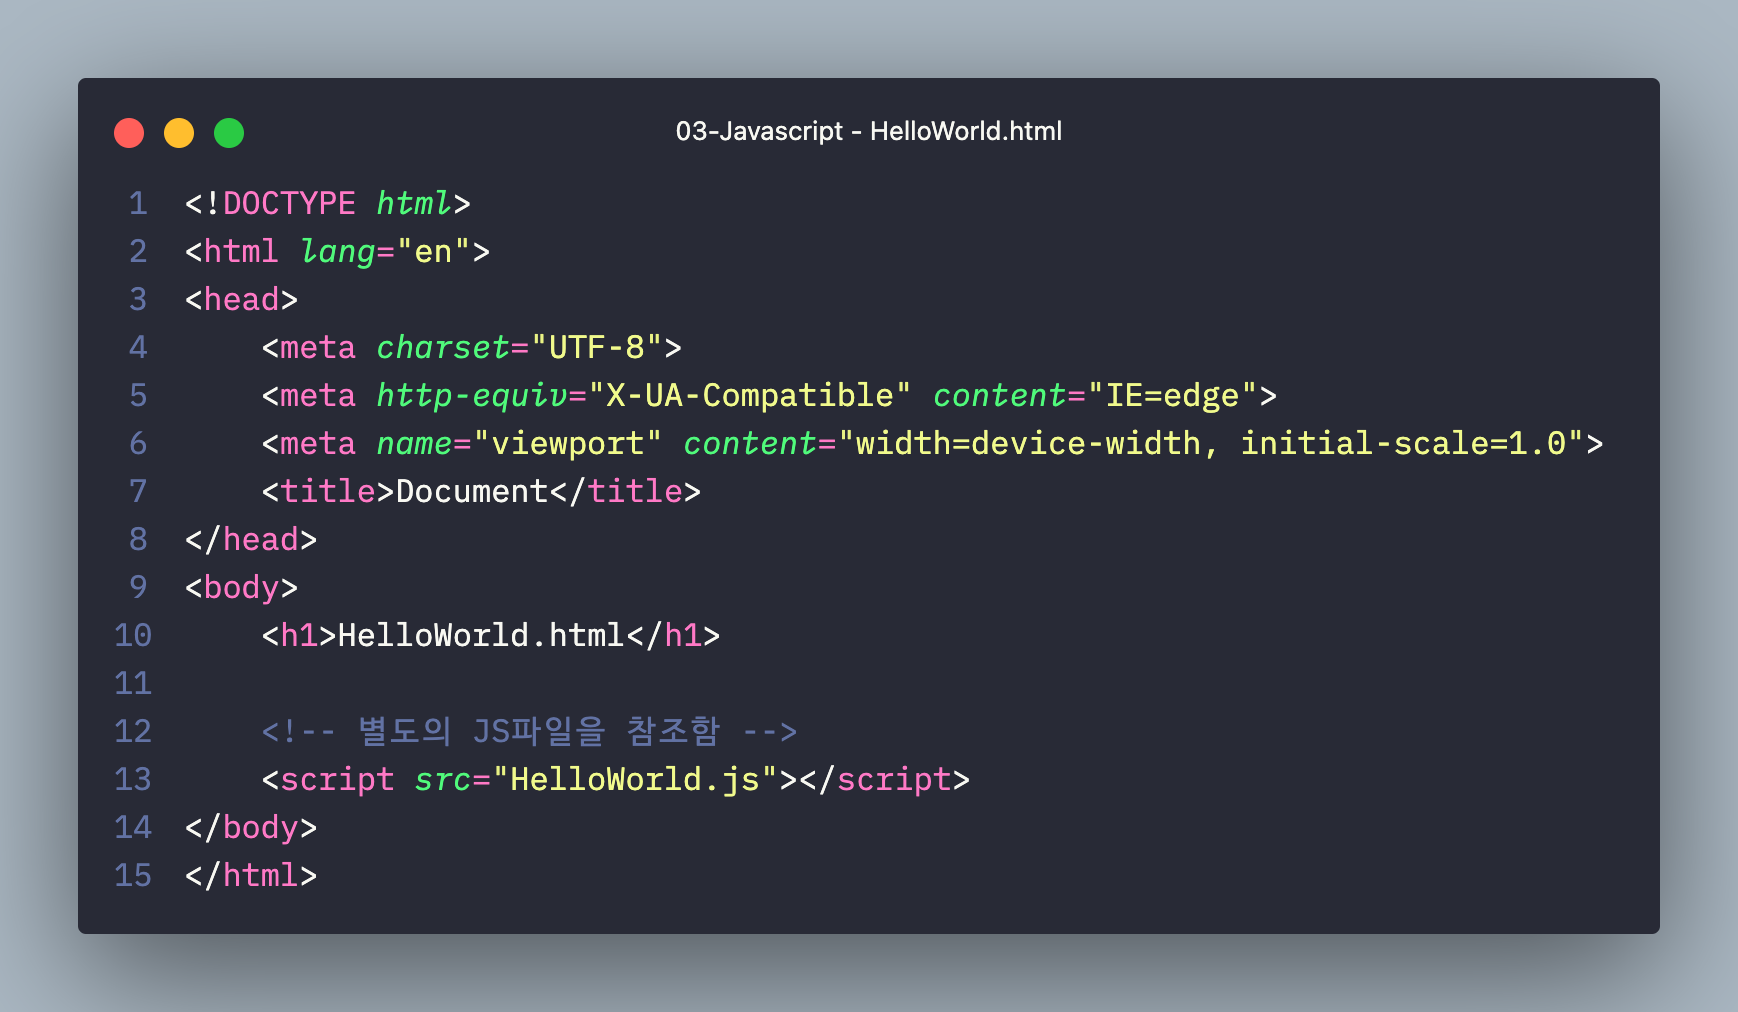 03-Javascript - HelloWorld.html
1 <!DOCTYPE html>
2 <html lang="en">
3 <head>
4     <meta charset="UTF-8">
5     <meta http-equiv="X-UA-Compatible" content="IE=edge">
6     <meta name="viewport" content="width=device-width, initial-scale=1.0">
7     <title>Document</title>
8 </head>
9 <body>
10     <h1>HelloWorld.html</h1>
11
12     <!-- 별도의 JS파일을 참조함 -->
13     <script src="HelloWorld.js"></script>
14 </body>
15 </html>